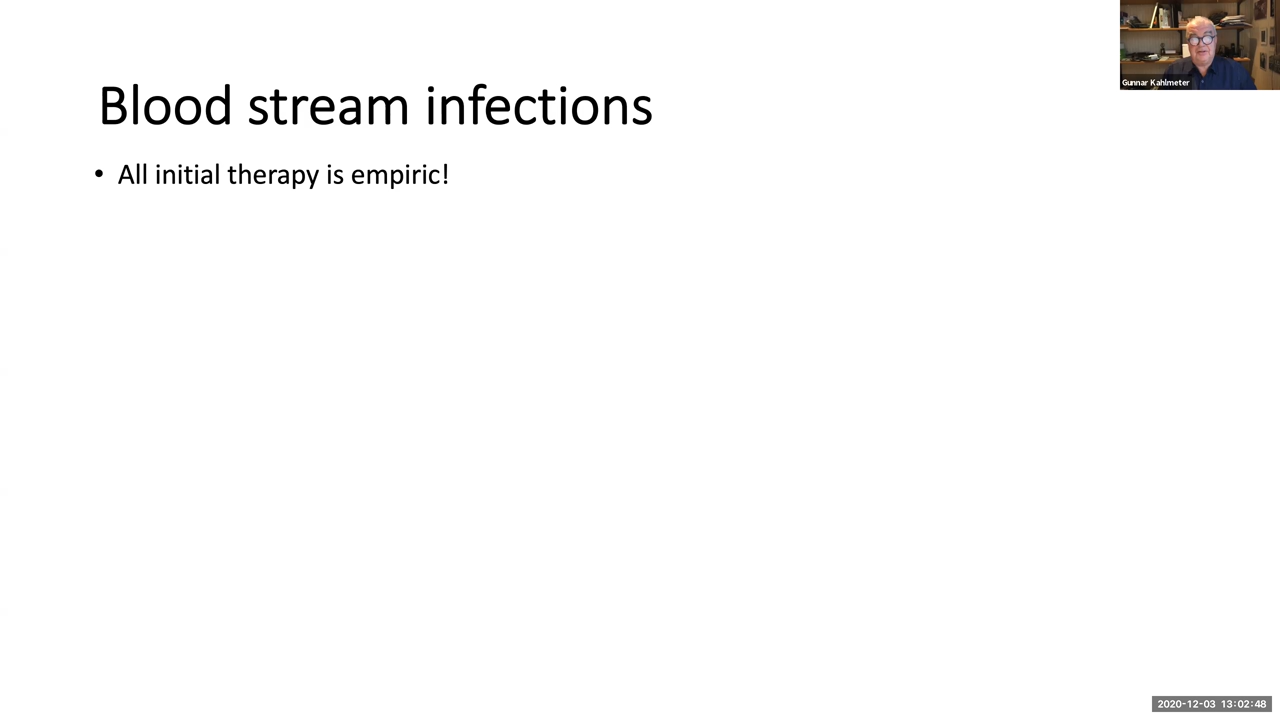 Blood stream infections
• All initial therapy is empiric!
Gunnar Kahlmeter
2020-12-03 13:02:48